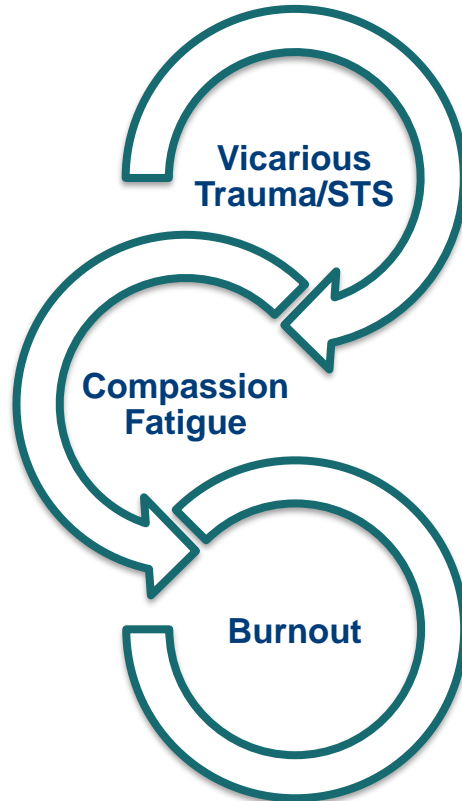 Vicarious
Trauma/STS
Compassion
Fatigue
Burnout